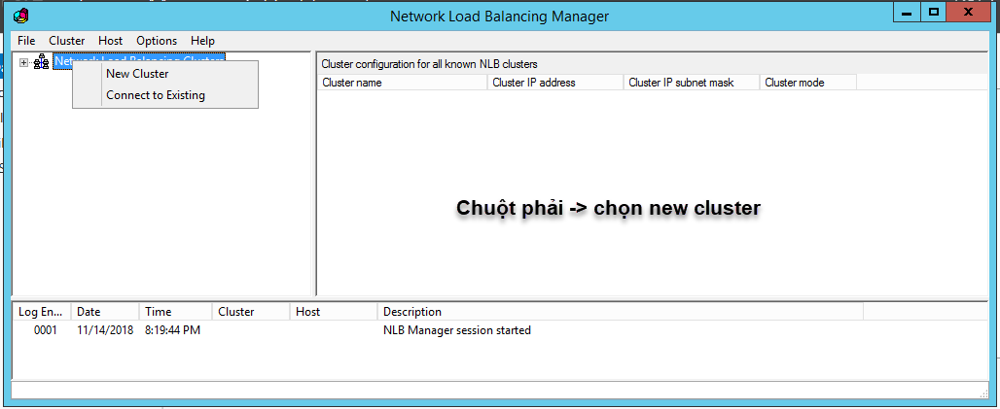 Network Load Balancing Manager
File Cluster Host Options Help
Network Load Balancing Clusters
New Cluster
Connect to Existing
Cluster configuration for all known NLB clusters
Cluster name Cluster IP address Cluster IP subnet mask Cluster mode
Chuột phải -> chọn new cluster
Log En... Date Time Cluster Host Description
0001 11/14/2018 8:19:44 PM NLB Manager session started